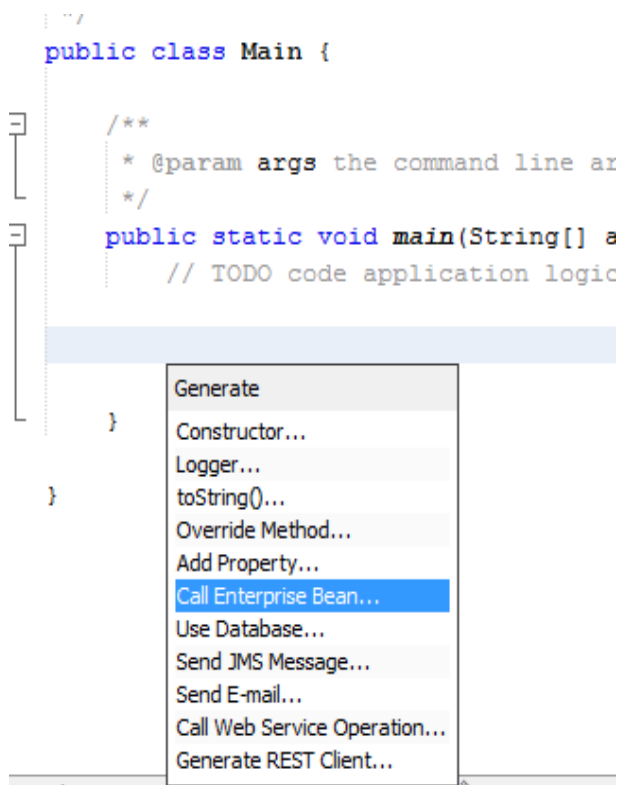 */
public class Main {
/**
* @param args the command line ar
*/
public static void main(String[] a
// TODO code application logic
Generate
Constructor...
}
Logger...
toString()...
}
Override Method...
Add Property...
Call Enterprise Bean...
Use Database...
Send JMS Message...
Send E-mail...
Call Web Service Operation...
Generate REST Client...